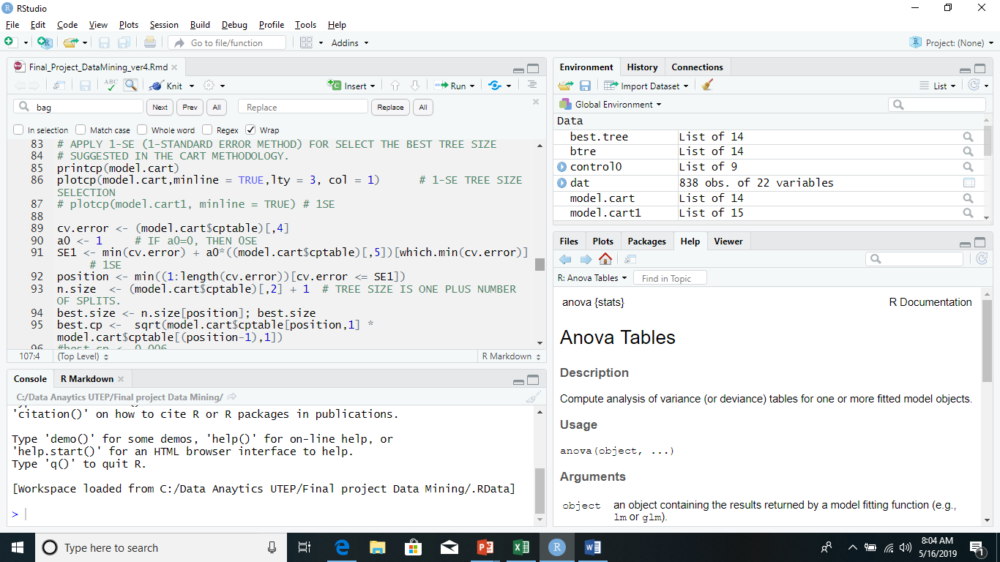 RStudio
File Edit Code View Plots Session Build Debug Profile Tools Help
Go to file/function Addins Project: (None)
Final_Project_DataMining_ver4.Rmd
ABC Knit Insert Run
bag Next Prev All Replace Replace All
In selection Match case Whole word Regex Wrap
83 # APPLY 1-SE (1-STANDARD ERROR METHOD) FOR SELECT THE BEST TREE SIZE
84 # SUGGESTED IN THE CART METHODOLOGY.
85 printcp(model.cart)
86 plotcp(model.cart,minline = TRUE,lty = 3, col = 1) # 1-SE TREE SIZE
SELECTION
87 # plotcp(model.cart1, minline = TRUE) # 1SE
88
89 cv.error <- (model.cart$cptable)[,4]
90 a0 <- 1 # IF a0=0, THEN 0SE
91 SE1 <- min(cv.error) + a0*((model.cart$cptable)[,5])[which.min(cv.error)]
# 1SE
92 position <- min((1:length(cv.error))[cv.error <= SE1])
93 n.size <- (model.cart$cptable)[,2] + 1 # TREE SIZE IS ONE PLUS NUMBER
OF SPLITS.
94 best.size <- n.size[position]; best.size
95 best.cp <- sqrt(model.cart$cptable[position,1] *
model.cart$cptable[(position-1),1])
96 #best.cp <- 0.006
107:4 (Top Level) R Markdown
Console R Markdown
C:/Data Anaytics UTEP/Final project Data Mining/
'citation()' on how to cite R or R packages in publications.
Type 'demo()' for some demos, 'help()' for on-line help, or
'help.start()' for an HTML browser interface to help.
Type 'q()' to quit R.
[Workspace loaded from C:/Data Anaytics UTEP/Final project Data Mining/.RData]
>
Environment History Connections
Import Dataset List
Global Environment
Data
best.tree List of 14
btre List of 14
control0 List of 9
dat 838 obs. of 22 variables
model.cart List of 14
model.cart1 List of 15
Files Plots Packages Help Viewer
R: Anova Tables Find in Topic
anova {stats} R Documentation
Anova Tables
Description
Compute analysis of variance (or deviance) tables for one or more fitted model objects.
Usage
anova(object, ...)
Arguments
object an object containing the results returned by a model fitting function (e.g.,
lm or glm).
Type here to search
8:04 AM
5/16/2019
1